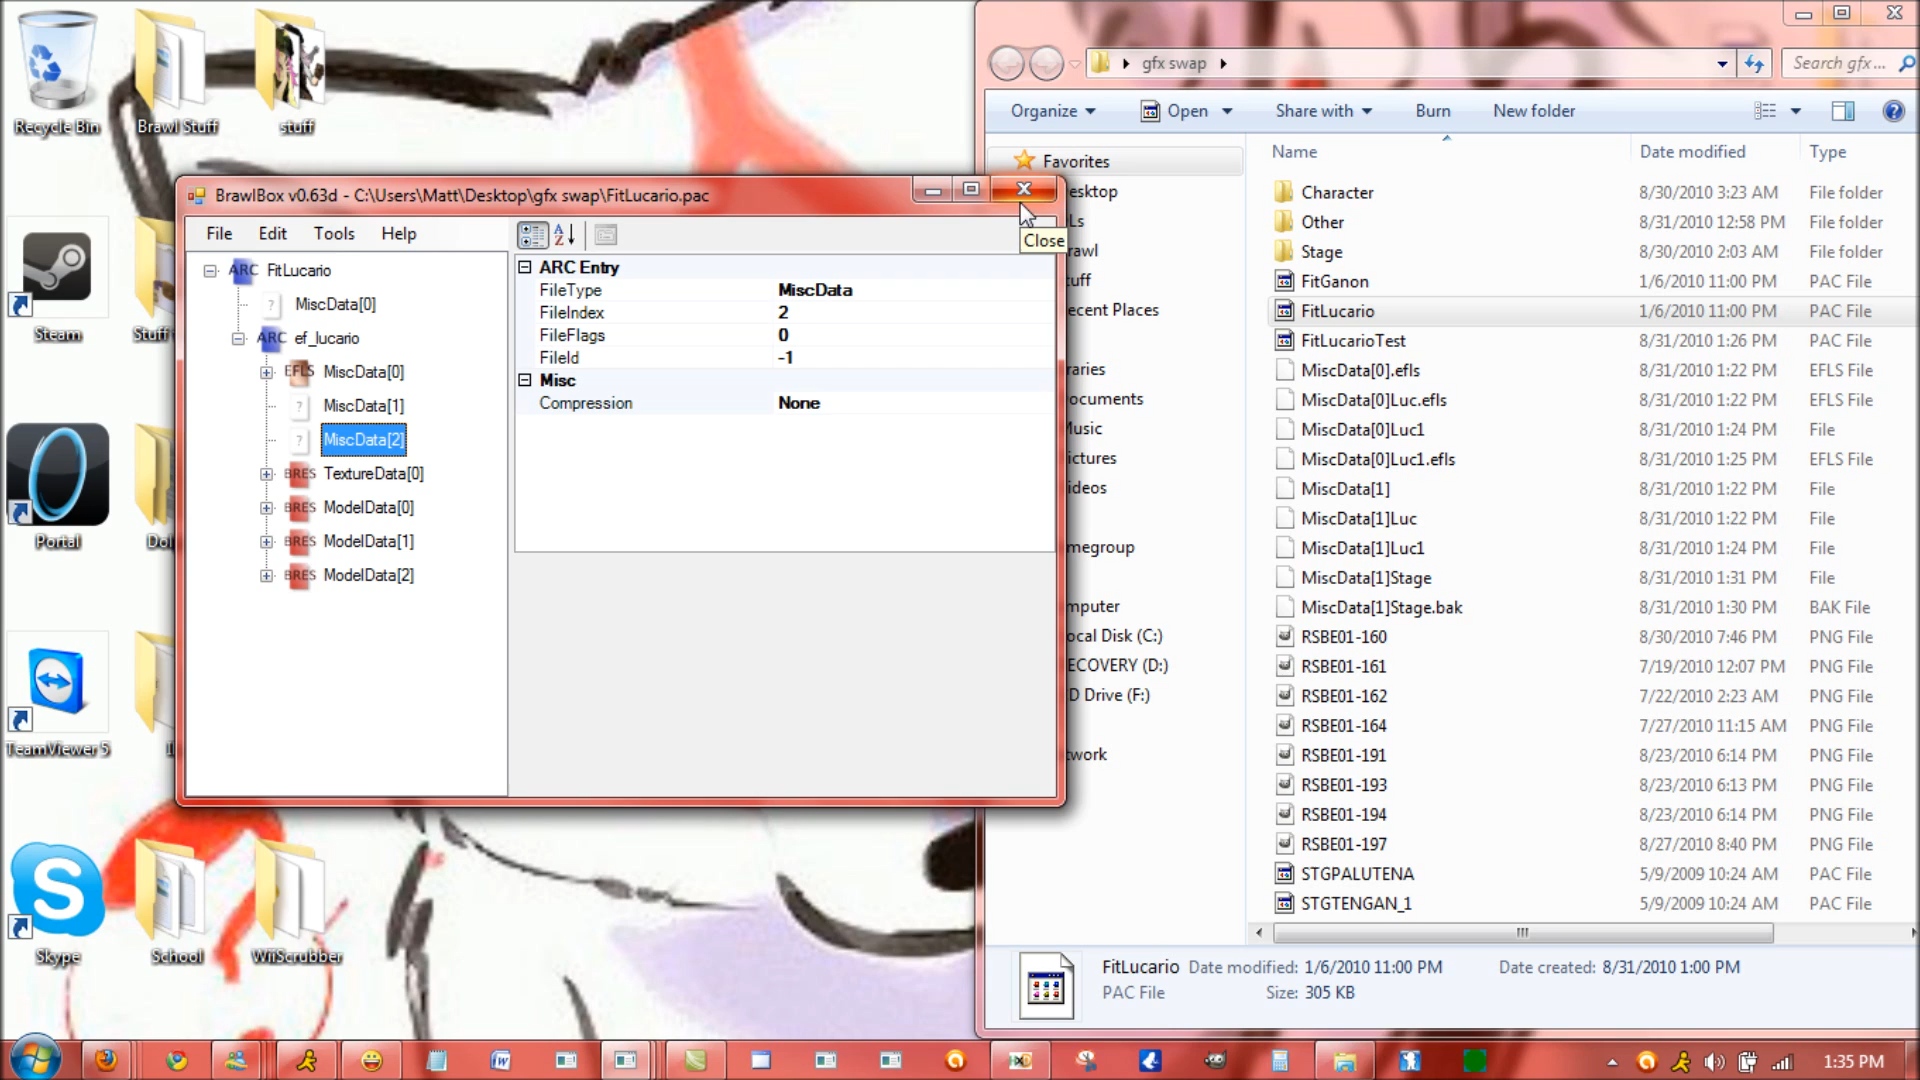 Recycle Bin
Brawl Stuff
stuff
Steam
Stuff
Portal
Dol
TeamViewer 5
Skype
School
WiiScrubber
BrawlBox v0.63d - C:\Users\Matt\Desktop\gfx swap\FitLucario.pac
Close
File Edit Tools Help
ARC FitLucario
? MiscData[0]
ARC ef_lucario
EFLS MiscData[0]
? MiscData[1]
? MiscData[2]
BRES TextureData[0]
BRES ModelData[0]
BRES ModelData[1]
BRES ModelData[2]
ARC Entry
FileType MiscData
FileIndex 2
FileFlags 0
FileId -1
Misc
Compression None
gfx swap
Search gfx ...
Organize Open Share with Burn New folder
Favorites
esktop
Ls
awl
tuff
ecent Places
raries
ocuments
Music
ictures
ideos
megroup
mputer
ocal Disk (C:)
ECOVERY (D:)
D Drive (F:)
twork
Name Date modified Type
Character 8/30/2010 3:23 AM File folder
Other 8/31/2010 12:58 PM File folder
Stage 8/30/2010 2:03 AM File folder
FitGanon 1/6/2010 11:00 PM PAC File
FitLucario 1/6/2010 11:00 PM PAC File
FitLucarioTest 8/31/2010 1:26 PM PAC File
MiscData[0].efls 8/31/2010 1:22 PM EFLS File
MiscData[0]Luc.efls 8/31/2010 1:22 PM EFLS File
MiscData[0]Luc1 8/31/2010 1:24 PM File
MiscData[0]Luc1.efls 8/31/2010 1:25 PM EFLS File
MiscData[1] 8/31/2010 1:22 PM File
MiscData[1]Luc 8/31/2010 1:22 PM File
MiscData[1]Luc1 8/31/2010 1:24 PM File
MiscData[1]Stage 8/31/2010 1:31 PM File
MiscData[1]Stage.bak 8/31/2010 1:30 PM BAK File
RSBE01-160 8/30/2010 7:46 PM PNG File
RSBE01-161 7/19/2010 12:07 PM PNG File
RSBE01-162 7/22/2010 2:23 AM PNG File
RSBE01-164 7/27/2010 11:15 AM PNG File
RSBE01-191 8/23/2010 6:14 PM PNG File
RSBE01-193 8/23/2010 6:13 PM PNG File
RSBE01-194 8/23/2010 6:14 PM PNG File
RSBE01-197 8/27/2010 8:40 PM PNG File
STGPALUTENA 5/9/2009 10:24 AM PAC File
STGTENGAN_1 5/9/2009 10:24 AM PAC File
FitLucario Date modified: 1/6/2010 11:00 PM Date created: 8/31/2010 1:00 PM
PAC File Size: 305 KB
1:35 PM